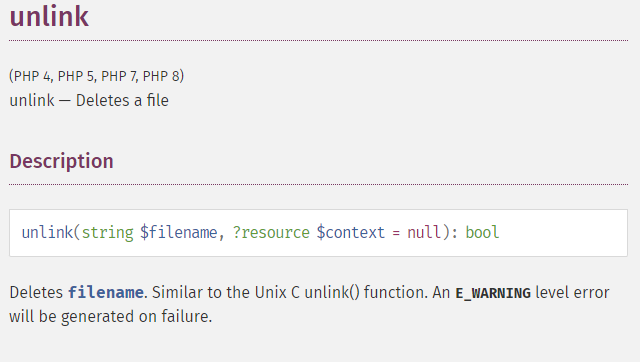 unlink
(PHP 4, PHP 5, PHP 7, PHP 8)
unlink — Deletes a file
Description
unlink(string $filename, ?resource $context = null): bool
Deletes filename. Similar to the Unix C unlink() function. An E_WARNING level error
will be generated on failure.